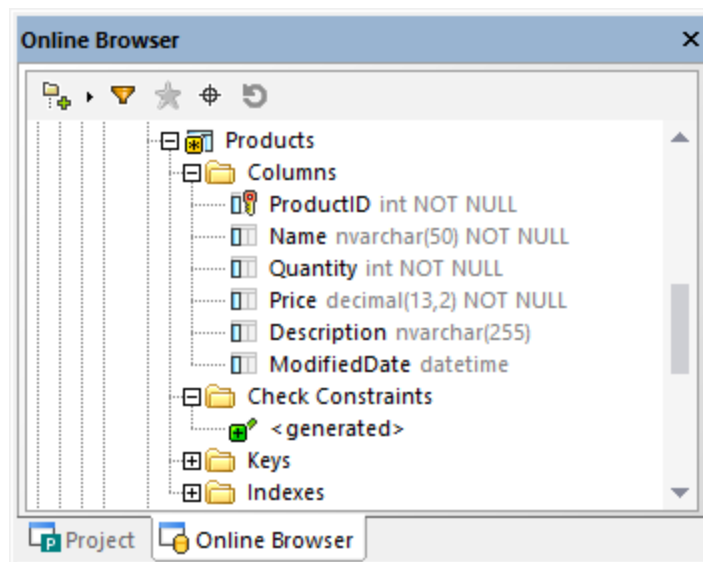 Online Browser
Products
Columns
ProductID int NOT NULL
Name nvarchar(50) NOT NULL
Quantity int NOT NULL
Price decimal(13,2) NOT NULL
Description nvarchar(255)
ModifiedDate datetime
Check Constraints
<generated>
Keys
Indexes
Project Online Browser